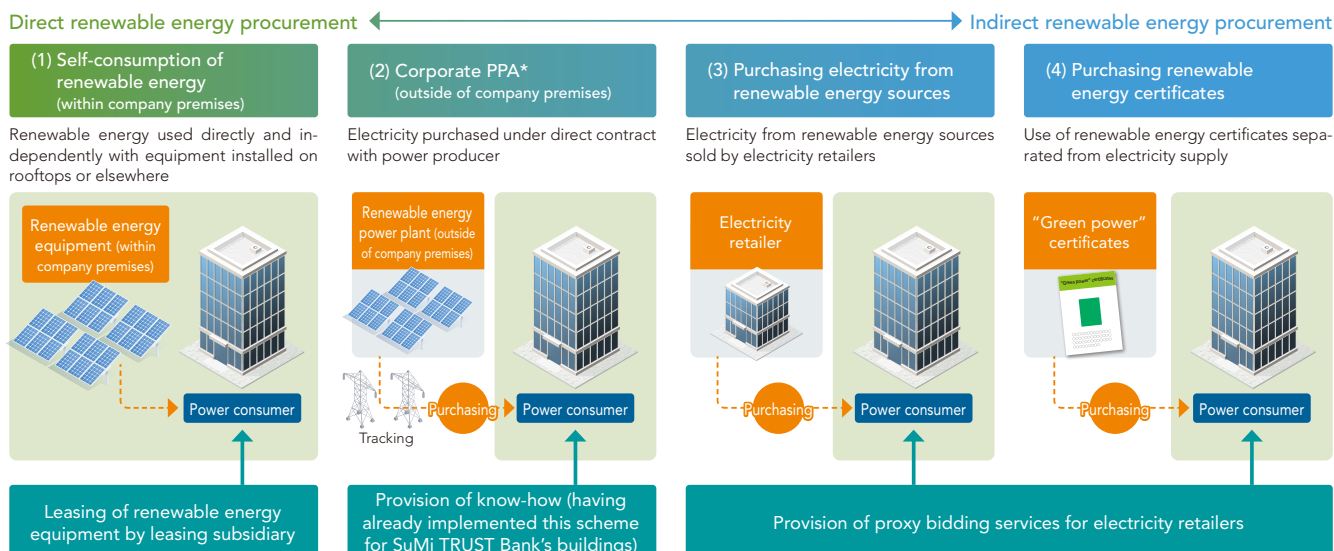 Direct renewable energy procurement
Indirect renewable energy procurement
(1) Self-consumption of
renewable energy
(within company premises)
Renewable energy used directly and in-
dependently with equipment installed on
rooftops or elsewhere
Renewable energy
equipment (within
company premises)
Power consumer
Leasing of renewable energy
equipment by leasing subsidiary
(2) Corporate PPA*
(outside of company premises)
Electricity purchased under direct contract
with power producer
Renewable energy
power plant (outside
of company premises)
Tracking
Purchasing
Power consumer
Provision of know-how (having
already implemented this scheme
for SuMi TRUST Bank's buildings)
(3) Purchasing electricity from
renewable energy sources
Electricity from renewable energy sources
sold by electricity retailers
Electricity
retailer
Purchasing
Power consumer
(4) Purchasing renewable
energy certificates
Use of renewable energy certificates sepa-
rated from electricity supply
"Green power"
certificates
"Green power" certificates
Purchasing
Power consumer
Provision of proxy bidding services for electricity retailers